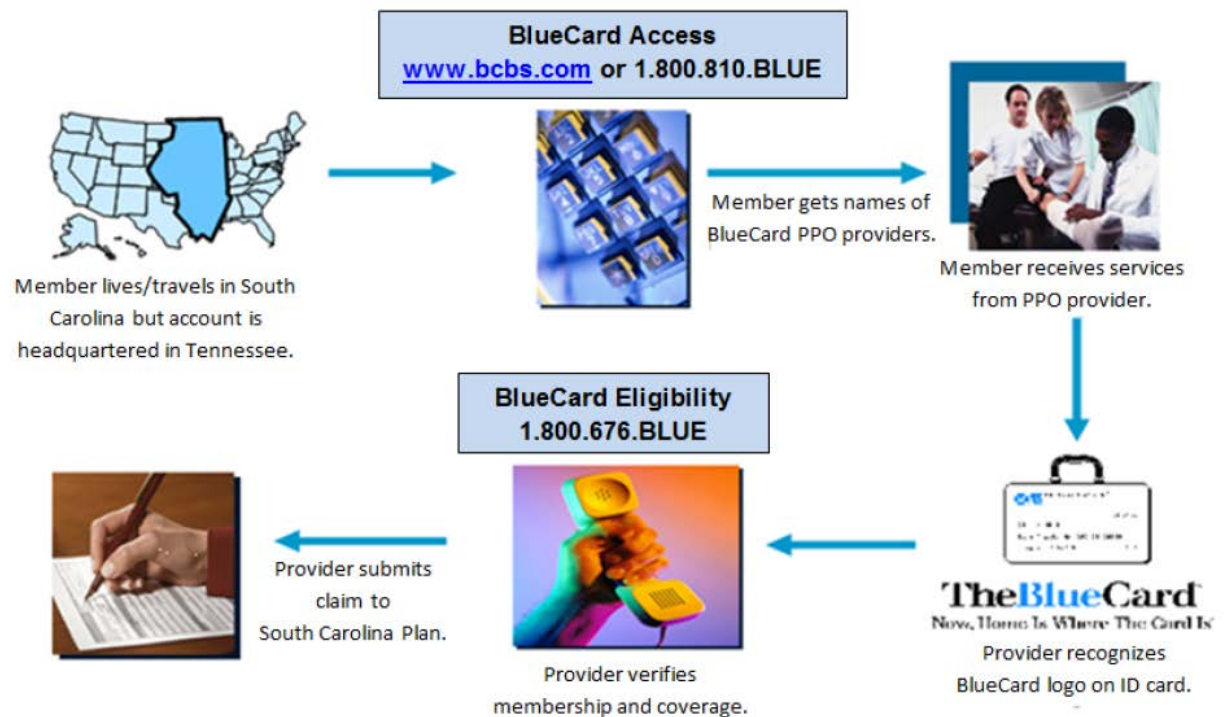 BlueCard Access
www.bcbs.com or 1.800.810.BLUE
Member lives/travels in South
Carolina but account is
headquartered in Tennessee.
Member gets names of
BlueCard PPO providers.
Member receives services
from PPO provider.
TheBlueCard
Now, Home Is Where The Card Is
Provider recognizes
BlueCard logo on ID card.
BlueCard Eligibility
1.800.676.BLUE
Provider verifies
membership and coverage.
Provider submits
claim to
South Carolina Plan.